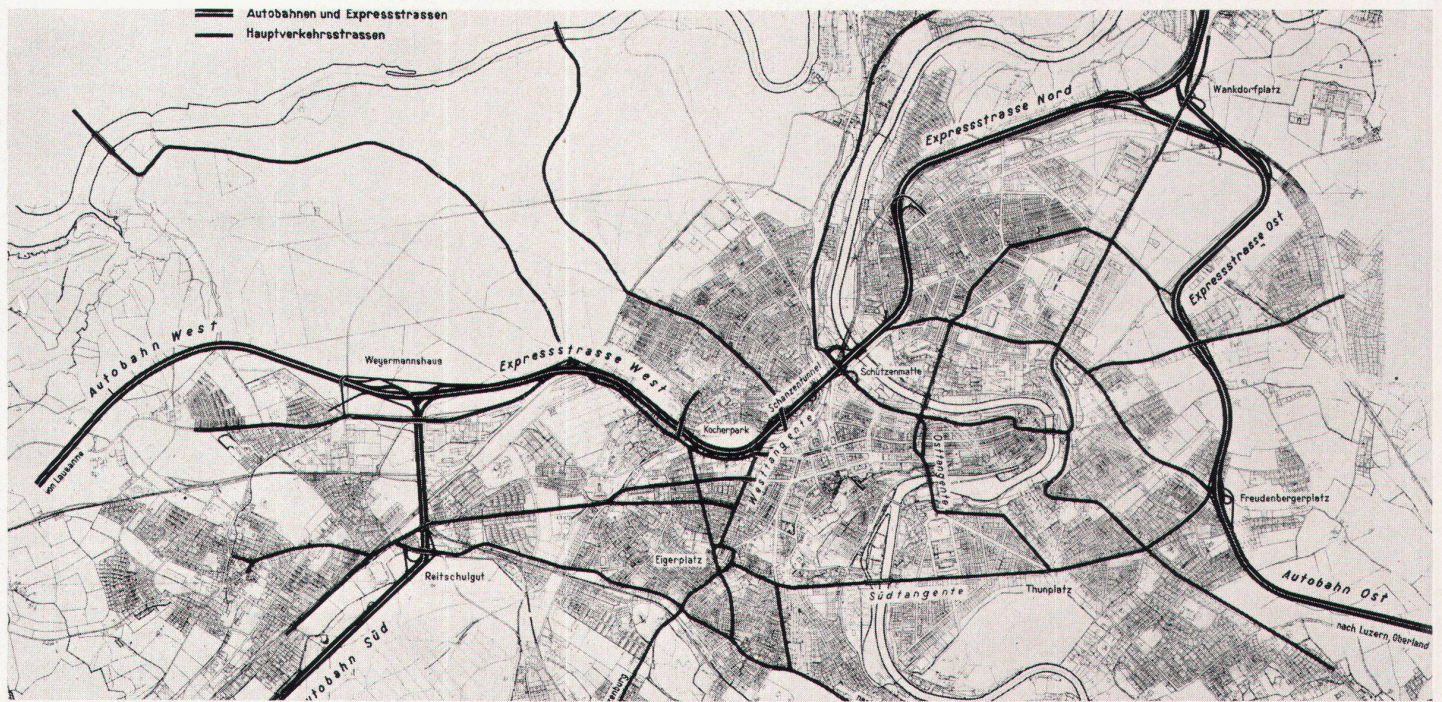 Autobahnen und Expressstrassen
Hauptverkehrsstrassen
Wankdorfplatz
Expressstrasse Nord
Expressstrasse Ost
Autobahn West
Weyermannshaus
Expressstrasse West
Schanzentunnel
Schützenmatte
Kocherpark
Westtangente
Osttangente
von Lausanne
Freudenbergerplatz
Eigerplatz
Reitschulgut
Südtangente
Thunplatz
Autobahn Ost
nach Luzern, Oberland
utobahn Süd